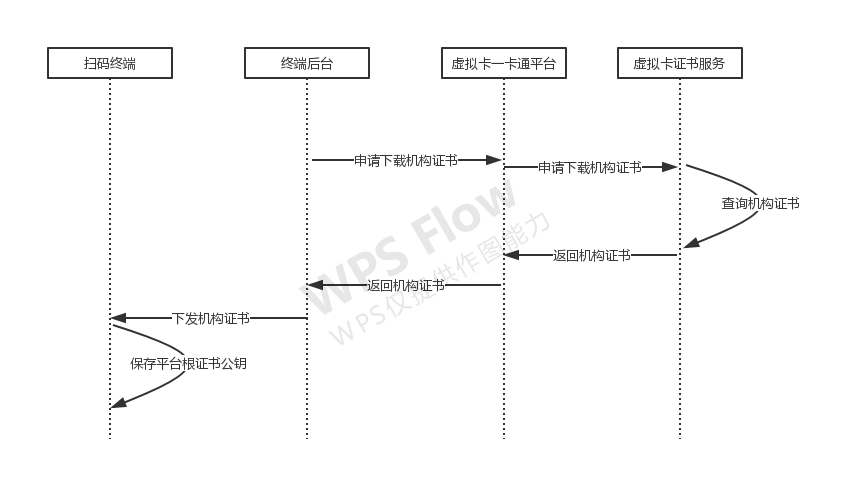 扫码终端
终端后台
虚拟卡一卡通平台
虚拟卡证书服务
申请下载机构证书
申请下载机构证书
查询机构证书
返回机构证书
返回机构证书
下发机构证书
保存平台根证书公钥
WPS Flow
WPS仅提供作图能力